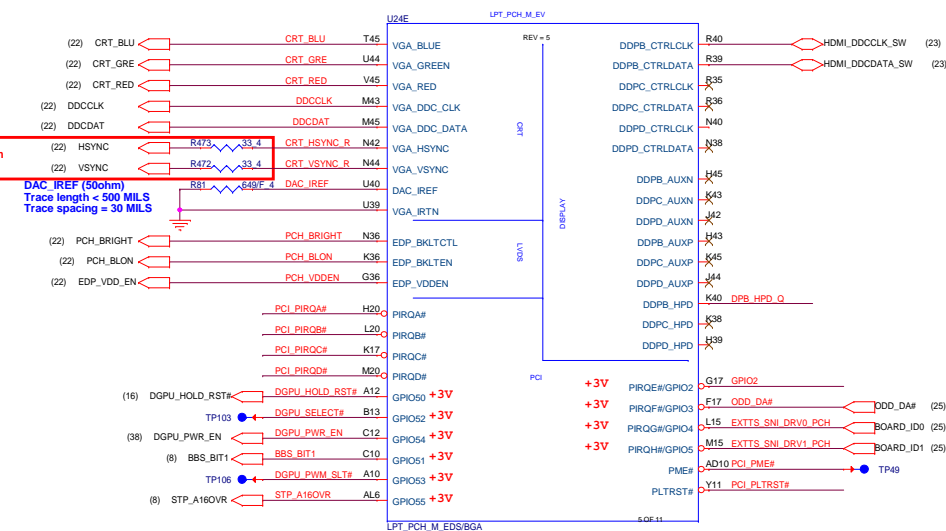 U24E
LPT_PCH_M_EV
REV = 5
(22) CRT_BLU CRT_BLU T45 VGA_BLUE
(22) CRT_GRE CRT_GRE U44 VGA_GREEN
(22) CRT_RED CRT_RED V45 VGA_RED
(22) DDCCLK DDCCLK M43 VGA_DDC_CLK
(22) DDCDAT DDCDAT M45 VGA_DDC_DATA
(22) HSYNC R473 33_4 CRT_HSYNC_R N42 VGA_HSYNC
(22) VSYNC R472 33_4 CRT_VSYNC_R N44 VGA_VSYNC
R81 649/F_4 DAC_IREF U40 DAC_IREF
U39 VGA_IRTN
DAC_IREF (50ohm)
Trace length < 500 MILS
Trace spacing = 30 MILS
(22) PCH_BRIGHT PCH_BRIGHT N36 EDP_BKLTCTL
(22) PCH_BLON PCH_BLON K36 EDP_BKLTEN
(22) EDP_VDD_EN PCH_VDDEN G36 EDP_VDDEN
PCI_PIRQA# H20 PIRQA#
PCI_PIRQB# L20 PIRQB#
PCI_PIRQC# K17 PIRQC#
PCI_PIRQD# M20 PIRQD#
(16) DGPU_HOLD_RST# DGPU_HOLD_RST# A12 GPIO50 +3V
TP103 DGPU_SELECT# B13 GPIO52 +3V
(38) DGPU_PWR_EN DGPU_PWR_EN C12 GPIO54 +3V
(8) BBS_BIT1 BBS_BIT1 C10 GPIO51 +3V
TP106 DGPU_PWM_SLT# A10 GPIO53 +3V
(8) STP_A16OVR STP_A16OVR AL6 GPIO55 +3V
CRT
LVDS
DISPLAY
PCI
DDPB_CTRLCLK R40 HDMI_DDCCLK_SW (23)
DDPB_CTRLDATA R39 HDMI_DDCDATA_SW (23)
DDPC_CTRLCLK R35
DDPC_CTRLDATA R36
DDPD_CTRLCLK N40
DDPD_CTRLDATA N38
DDPB_AUXN H45
DDPC_AUXN K43
DDPD_AUXN J42
DDPB_AUXP H43
DDPC_AUXP K45
DDPD_AUXP J44
DDPB_HPD K40 DPB_HPD_Q
DDPC_HPD K38
DDPD_HPD H39
+3V PIRQE#/GPIO2 G17 GPIO2
+3V PIRQF#/GPIO3 F17 ODD_DA# ODD_DA# (25)
+3V PIRQG#/GPIO4 L15 EXTTS_SNI_DRV0_PCH BOARD_ID0 (25)
+3V PIRQH#/GPIO5 M15 EXTTS_SNI_DRV1_PCH BOARD_ID1 (25)
PME# AD10 PCI_PME# TP49
PLTRST# Y11 PCI_PLTRST#
5 OF 11
LPT_PCH_M_EDS/BGA